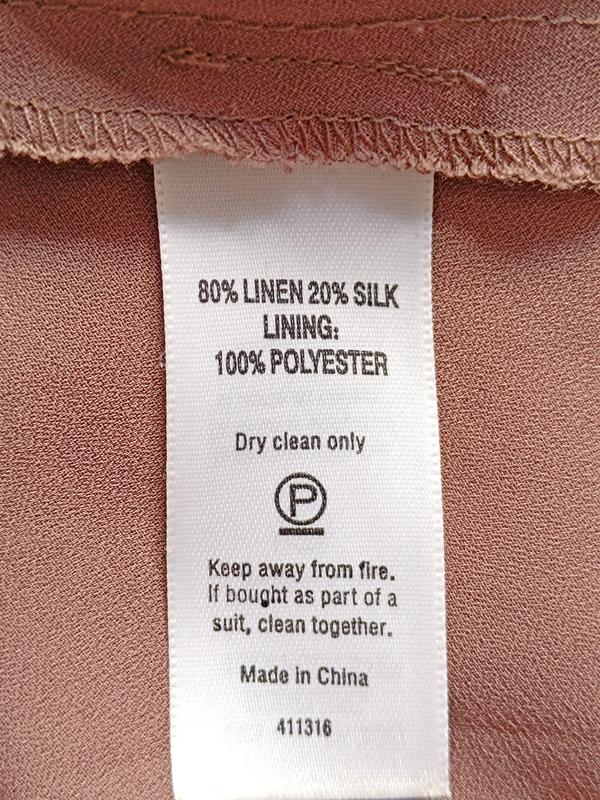 80% LINEN 20% SILK
LINING:
100% POLYESTER
Dry clean only
P
Keep away from fire.
If bought as part of a
suit, clean together.
Made in China
411316